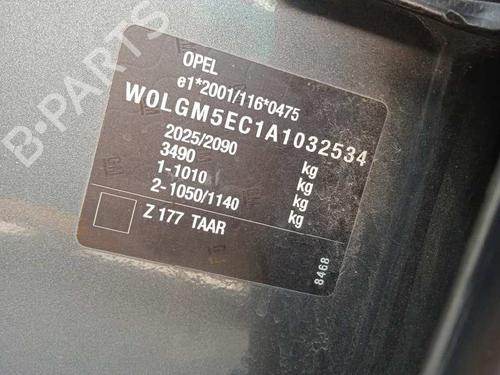 OPEL
e1*2001/116*0475
W0LGM5EC1A1032534
2025/2090 kg
3490 kg
1-1010 kg
2-1050/1140 kg
Z 177 TAAR
8468
B-PARTS